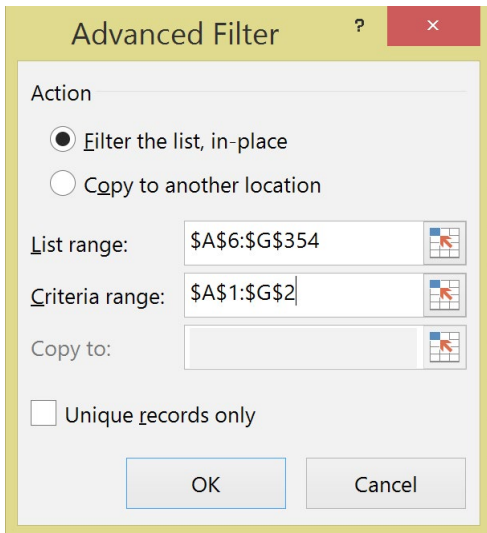 Advanced Filter ? ×
Action
Filter the list, in-place
Copy to another location
List range: $A$6:$G$354
Criteria range: $A$1:$G$2
Copy to:
Unique records only
OK Cancel